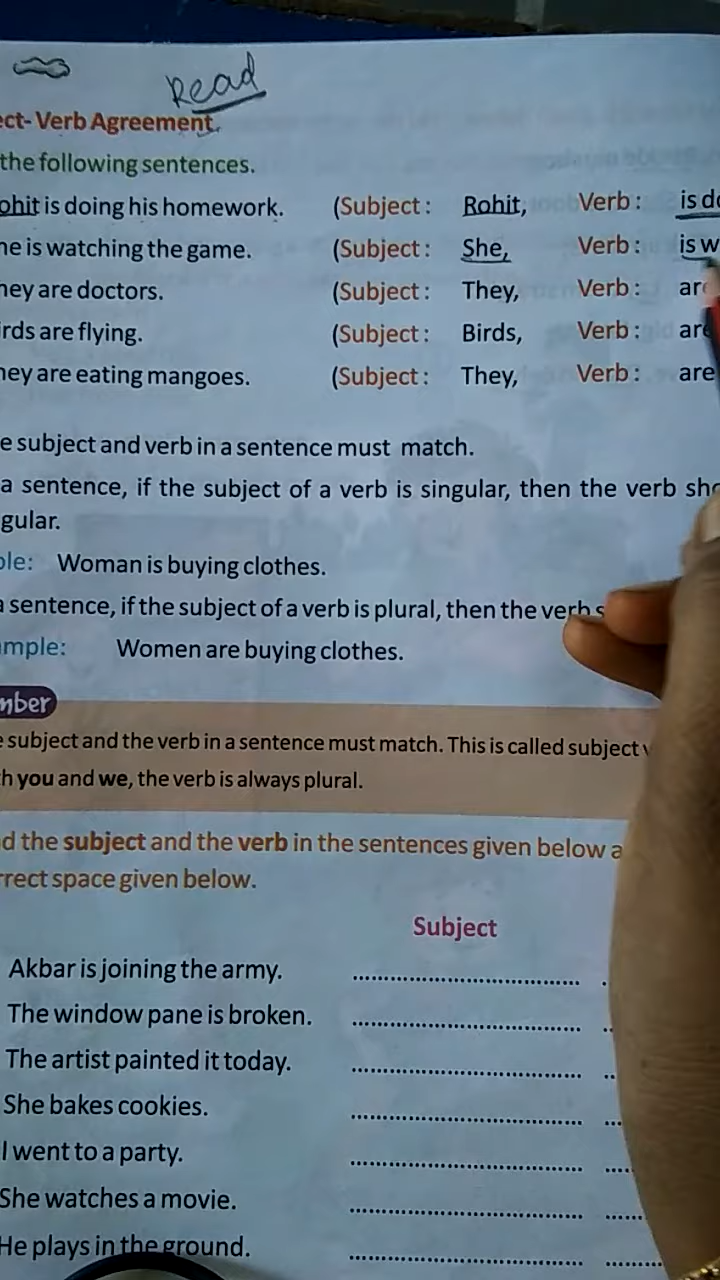 Read
ect- Verb Agreement.
the following sentences.
ohit is doing his homework. (Subject : Rohit, Verb : is do
he is watching the game. (Subject : She, Verb : is w
hey are doctors. (Subject : They, Verb : are
irds are flying. (Subject : Birds, Verb : are
hey are eating mangoes. (Subject : They, Verb : are
e subject and verb in a sentence must match.
a sentence, if the subject of a verb is singular, then the verb sho
gular.
ple: Woman is buying clothes.
a sentence, if the subject of a verb is plural, then the verb s
mple: Women are buying clothes.
mber
e subject and the verb in a sentence must match. This is called subject v
h you and we, the verb is always plural.
d the subject and the verb in the sentences given below a
rrect space given below.
Subject
Akbar is joining the army.
The window pane is broken.
The artist painted it today.
She bakes cookies.
I went to a party.
She watches a movie.
He plays in the ground.